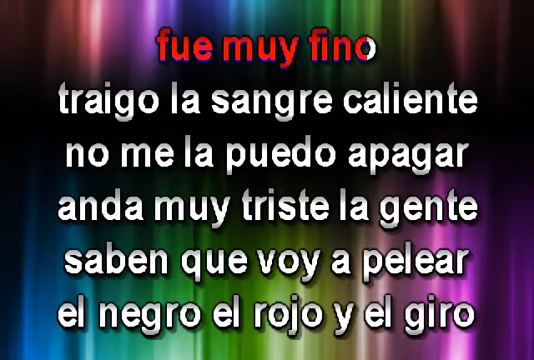 fue muy fino
traigo la sangre caliente
no me la puedo apagar
anda muy triste la gente
saben que voy a pelear
el negro el rojo y el giro